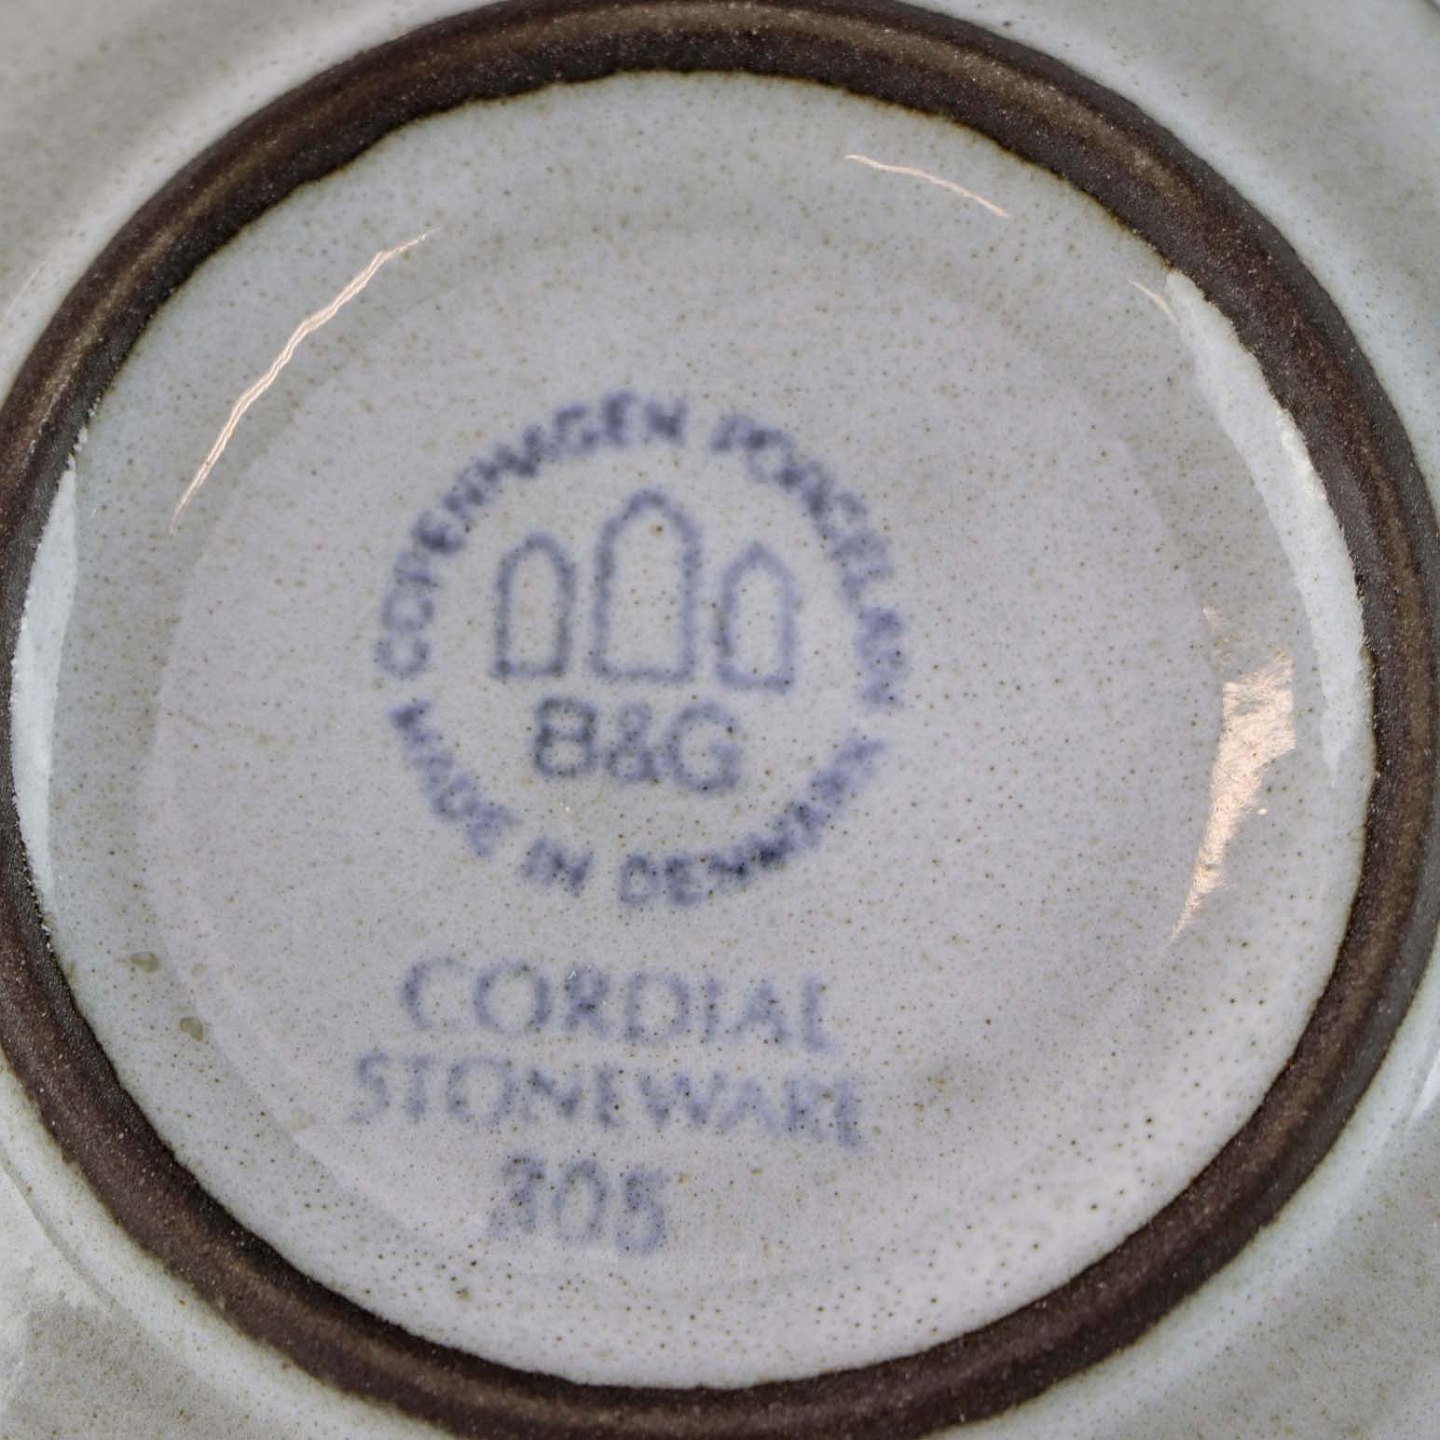 COPENHAGEN PORCELAIN
B&G
MADE IN DENMARK
CORDIAL
STONEWARE
305